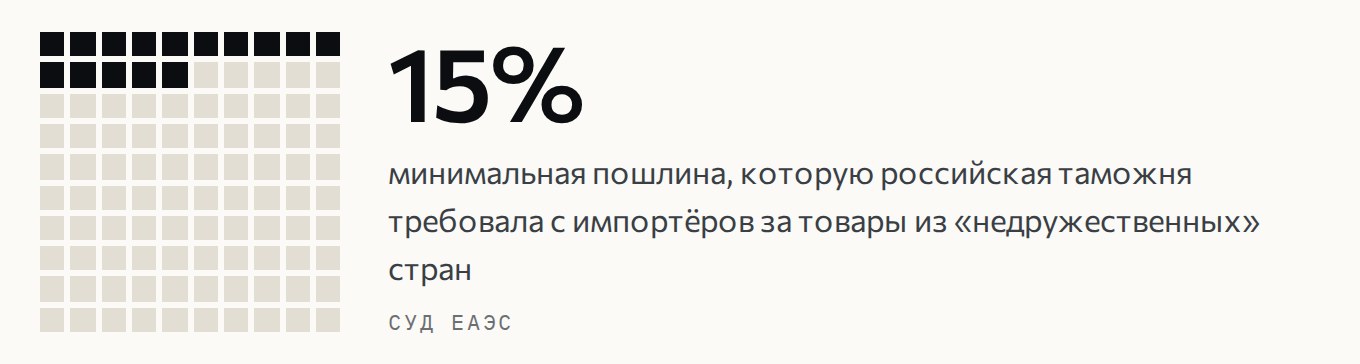 15%
минимальная пошлина, которую российская таможня
требовала с импортёров за товары из «недружественных»
стран
СУД ЕАЭС